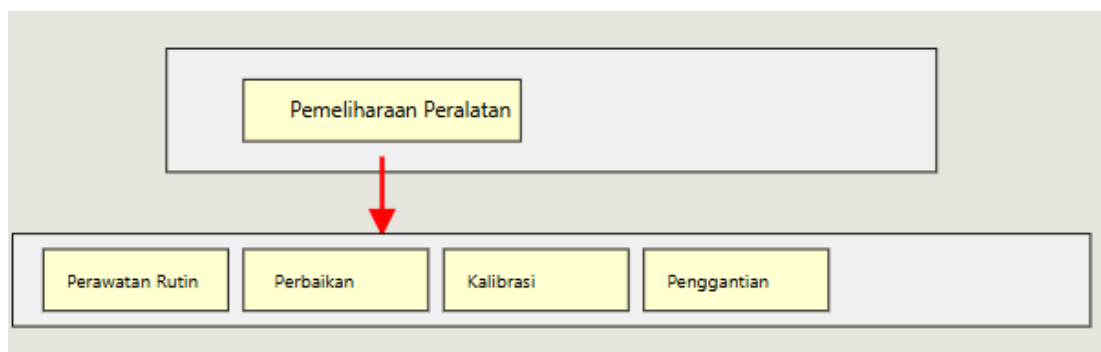 Pemeliharaan Peralatan
Perawatan Rutin
Perbaikan
Kalibrasi
Penggantian